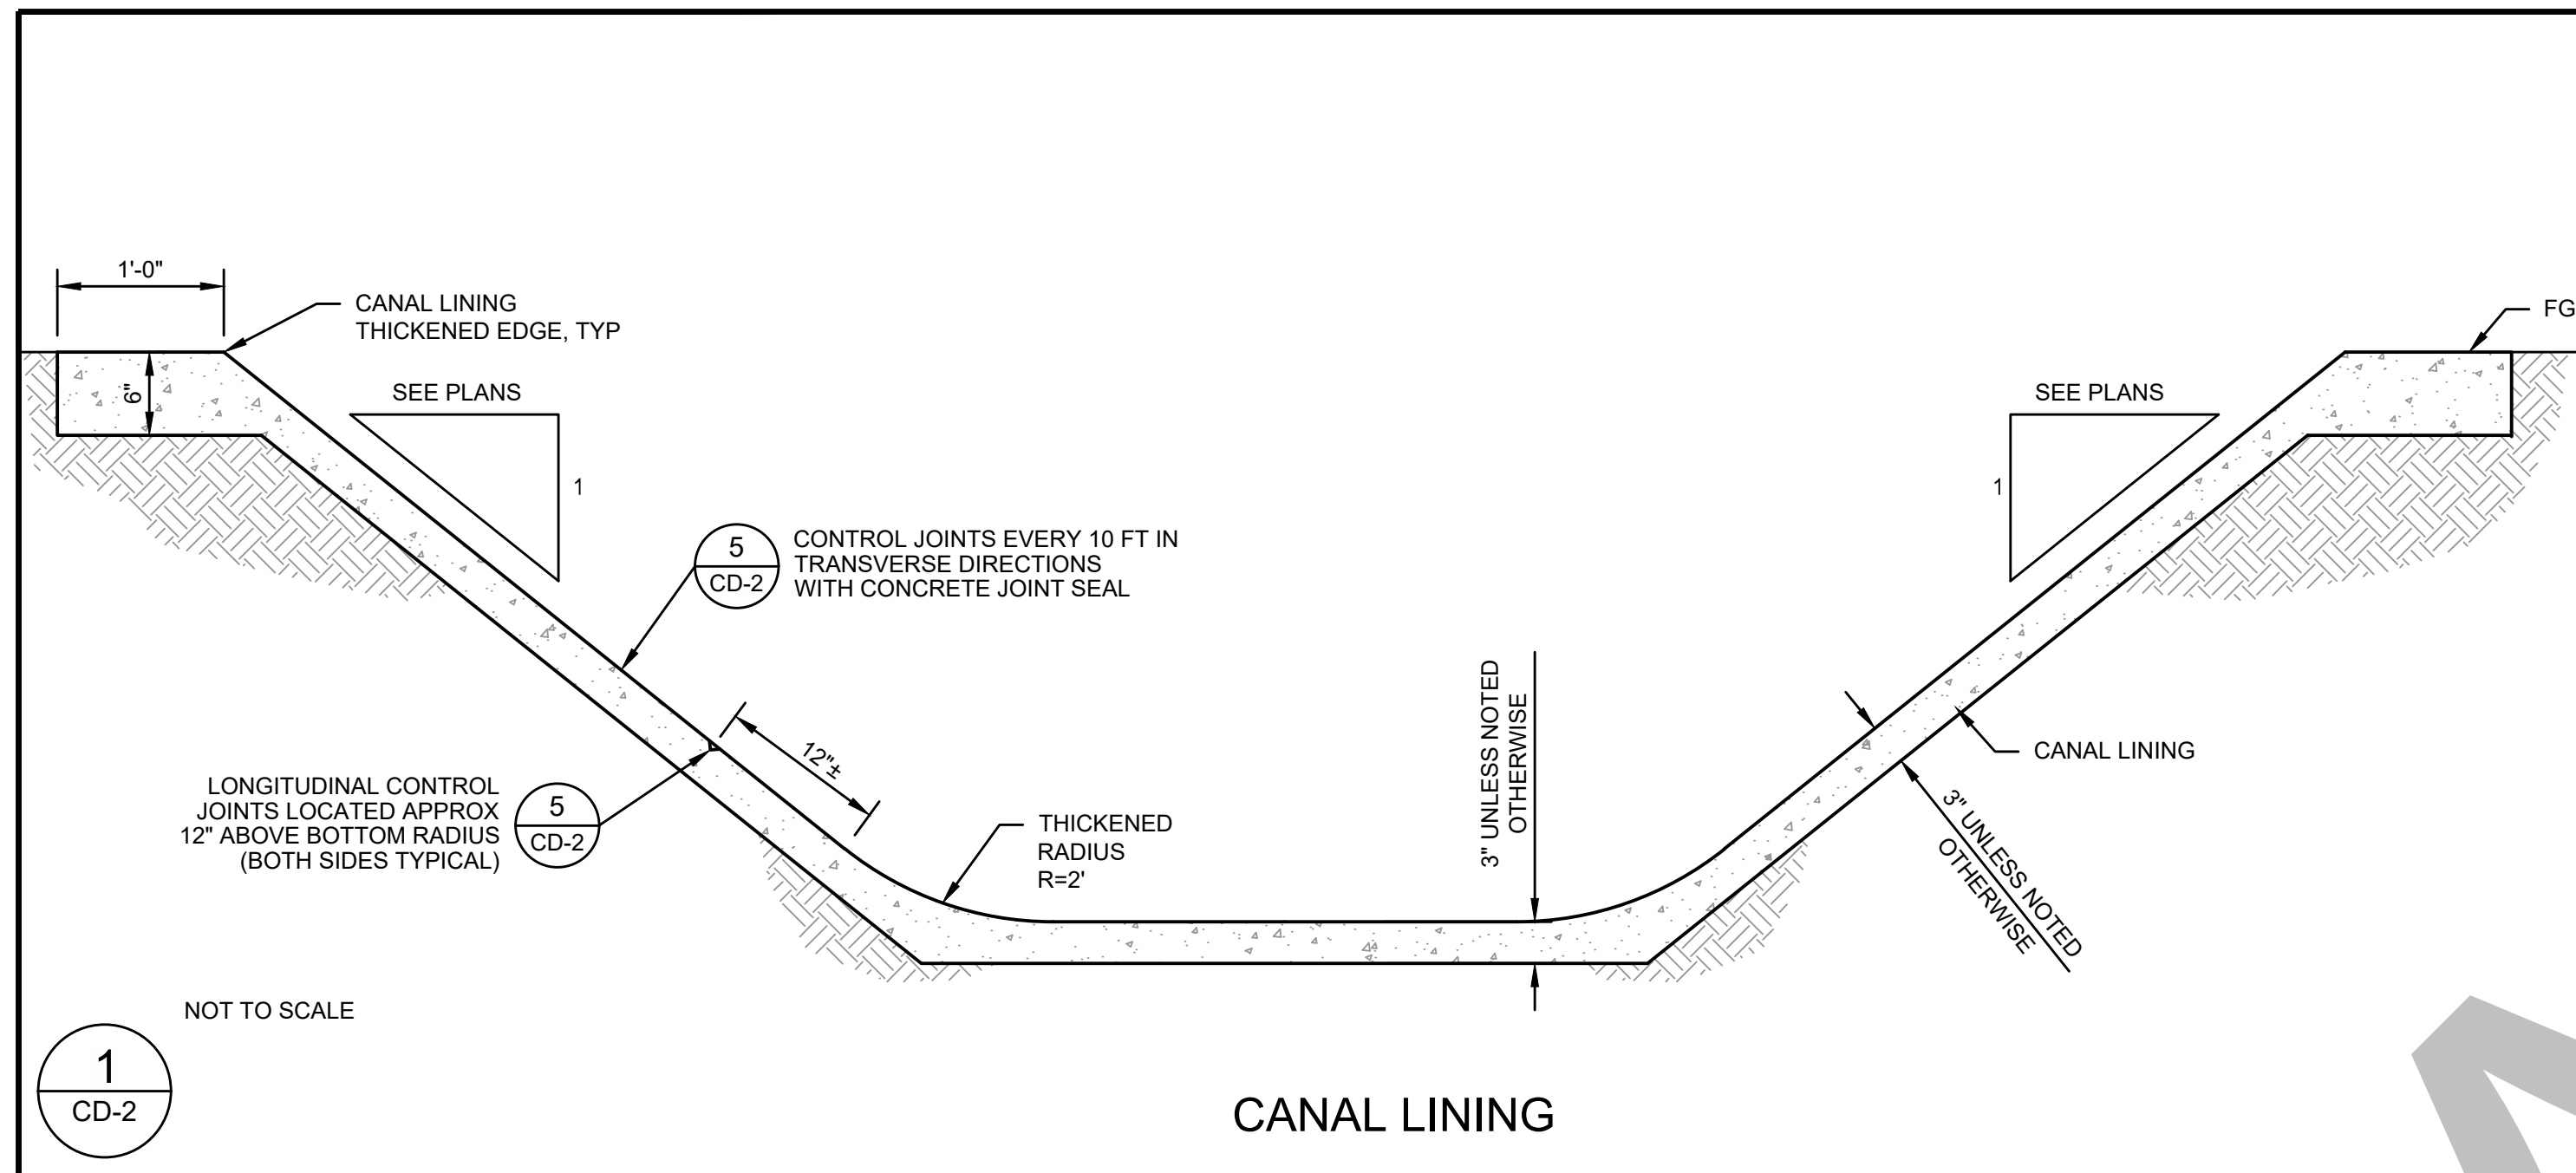 1'-0"
CANAL LINING
THICKENED EDGE, TYP
FG
6"
SEE PLANS
1
SEE PLANS
1
5
CD-2
CONTROL JOINTS EVERY 10 FT IN
TRANSVERSE DIRECTIONS
WITH CONCRETE JOINT SEAL
12"±
LONGITUDINAL CONTROL
JOINTS LOCATED APPROX
12" ABOVE BOTTOM RADIUS
(BOTH SIDES TYPICAL)
5
CD-2
THICKENED
RADIUS
R=2'
3" UNLESS NOTED
OTHERWISE
CANAL LINING
3" UNLESS NOTED
OTHERWISE
NOT TO SCALE
1
CD-2
CANAL LINING